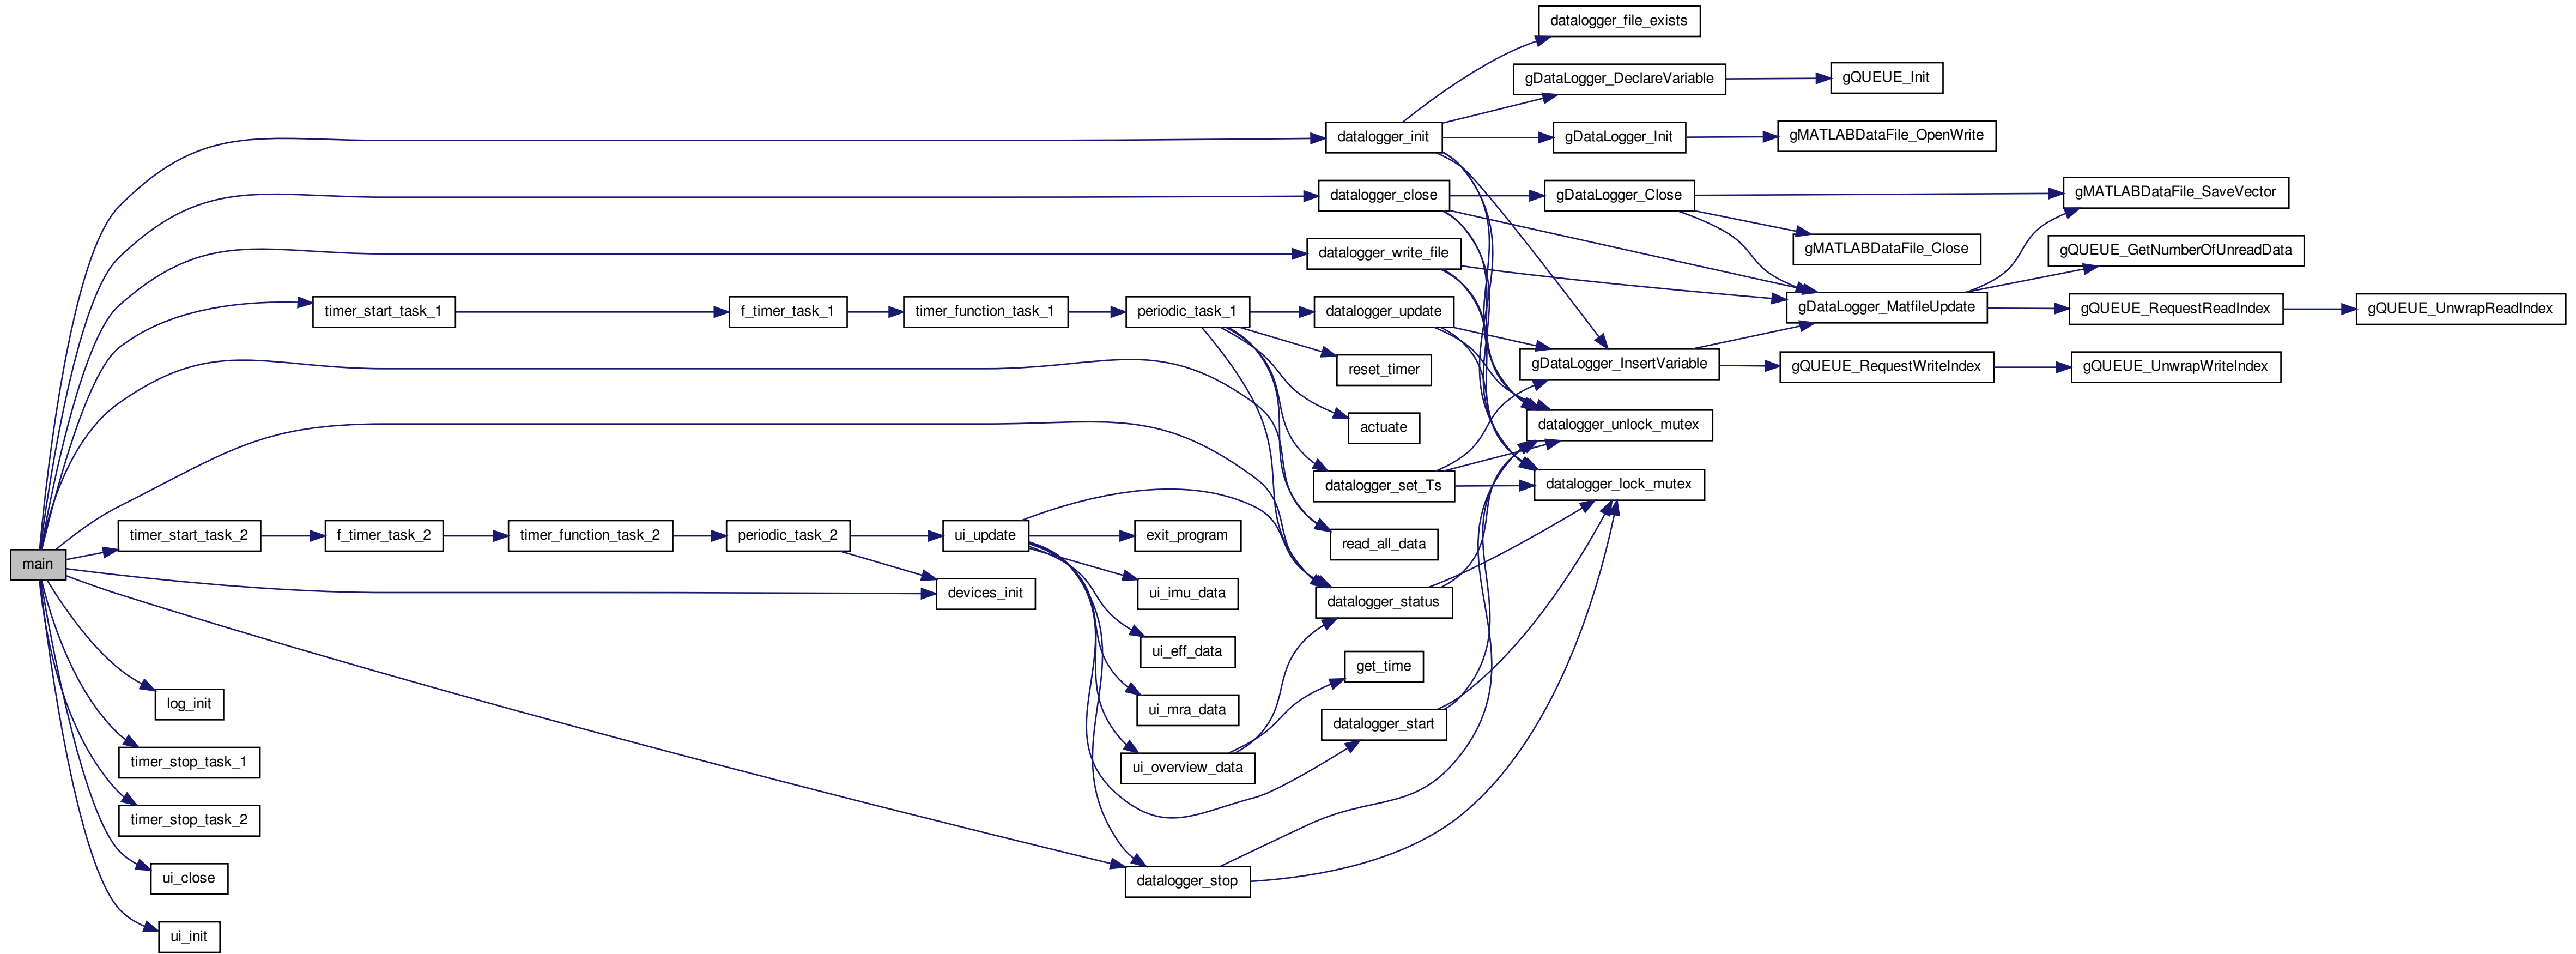 datalogger_file_exists
gDataLogger_DeclareVariable
gQUEUE_Init
datalogger_init
gDataLogger_Init
gMATLABDataFile_OpenWrite
datalogger_close
gDataLogger_Close
gMATLABDataFile_SaveVector
datalogger_write_file
gMATLABDataFile_Close
gQUEUE_GetNumberOfUnreadData
timer_start_task_1
f_timer_task_1
timer_function_task_1
periodic_task_1
datalogger_update
gDataLogger_MatfileUpdate
gQUEUE_RequestReadIndex
gQUEUE_UnwrapReadIndex
reset_timer
gDataLogger_InsertVariable
gQUEUE_RequestWriteIndex
gQUEUE_UnwrapWriteIndex
actuate
datalogger_unlock_mutex
datalogger_set_Ts
datalogger_lock_mutex
main
timer_start_task_2
f_timer_task_2
timer_function_task_2
periodic_task_2
ui_update
exit_program
read_all_data
devices_init
ui_imu_data
datalogger_status
ui_eff_data
get_time
log_init
ui_mra_data
datalogger_start
timer_stop_task_1
ui_overview_data
timer_stop_task_2
ui_close
datalogger_stop
ui_init